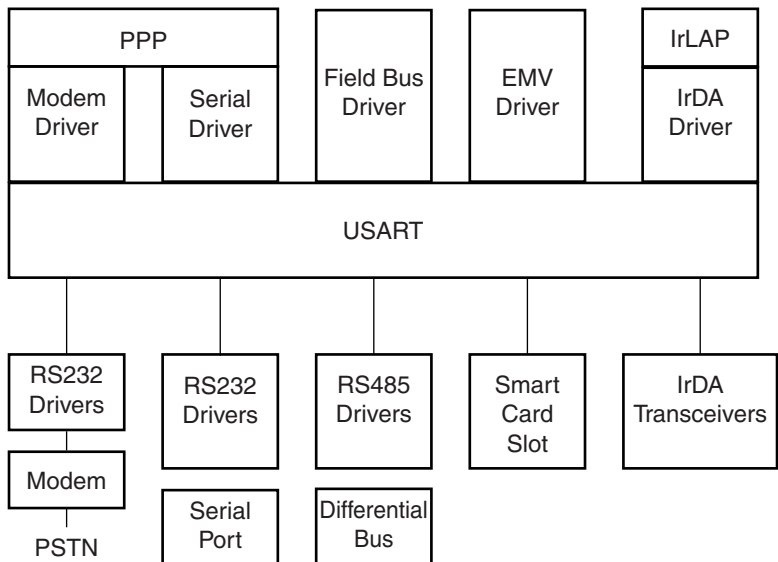 PPP
IrLAP
Modem
Driver
Serial
Driver
Field Bus
Driver
EMV
Driver
IrDA
Driver
USART
RS232
Drivers
RS232
Drivers
RS485
Drivers
Smart
Card
Slot
IrDA
Transceivers
Modem
Serial
Port
Differential
Bus
PSTN